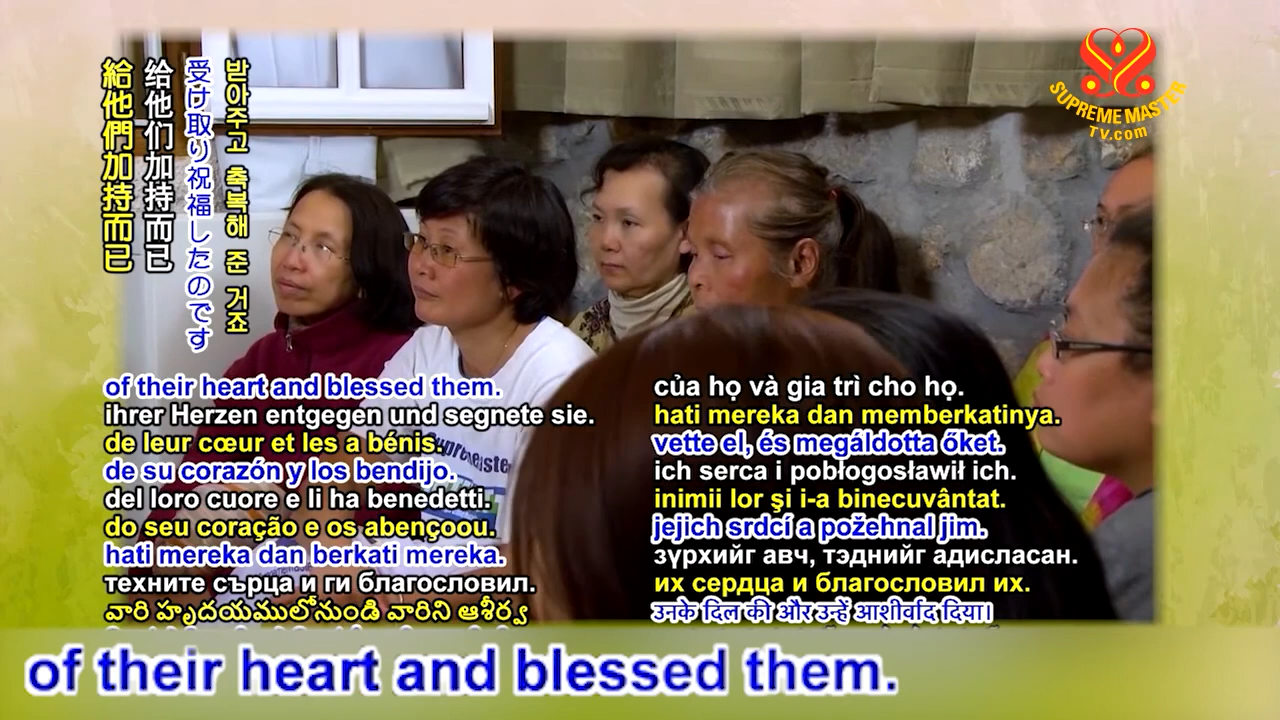 給他們加持而已
给他们加持而已
受け取り祝福したのです
받아주고 축복해 준 거죠
SUPREME MASTER
TV.com
of their heart and blessed them.
ihrer Herzen entgegen und segnete sie.
de leur cœur et les a bénis.
de su corazón y los bendijo.
del loro cuore e li ha benedetti.
do seu coração e os abençoou.
hati mereka dan berkati mereka.
техните сърца и ги благословил.
వారి హృదయములోనుండి వారిని ఆశీర్వ
của họ và gia trì cho họ.
hati mereka dan memberkatinya.
vette el, és megáldotta őket.
ich serca i pobłogosławił ich.
inimii lor şi i-a binecuvântat.
jejich srdcí a požehnal jim.
зүрхийг авч, тэднийг адисласан.
их сердца и благословил их.
उनके दिल की और उन्हें आशीर्वाद दिया।
of their heart and blessed them.